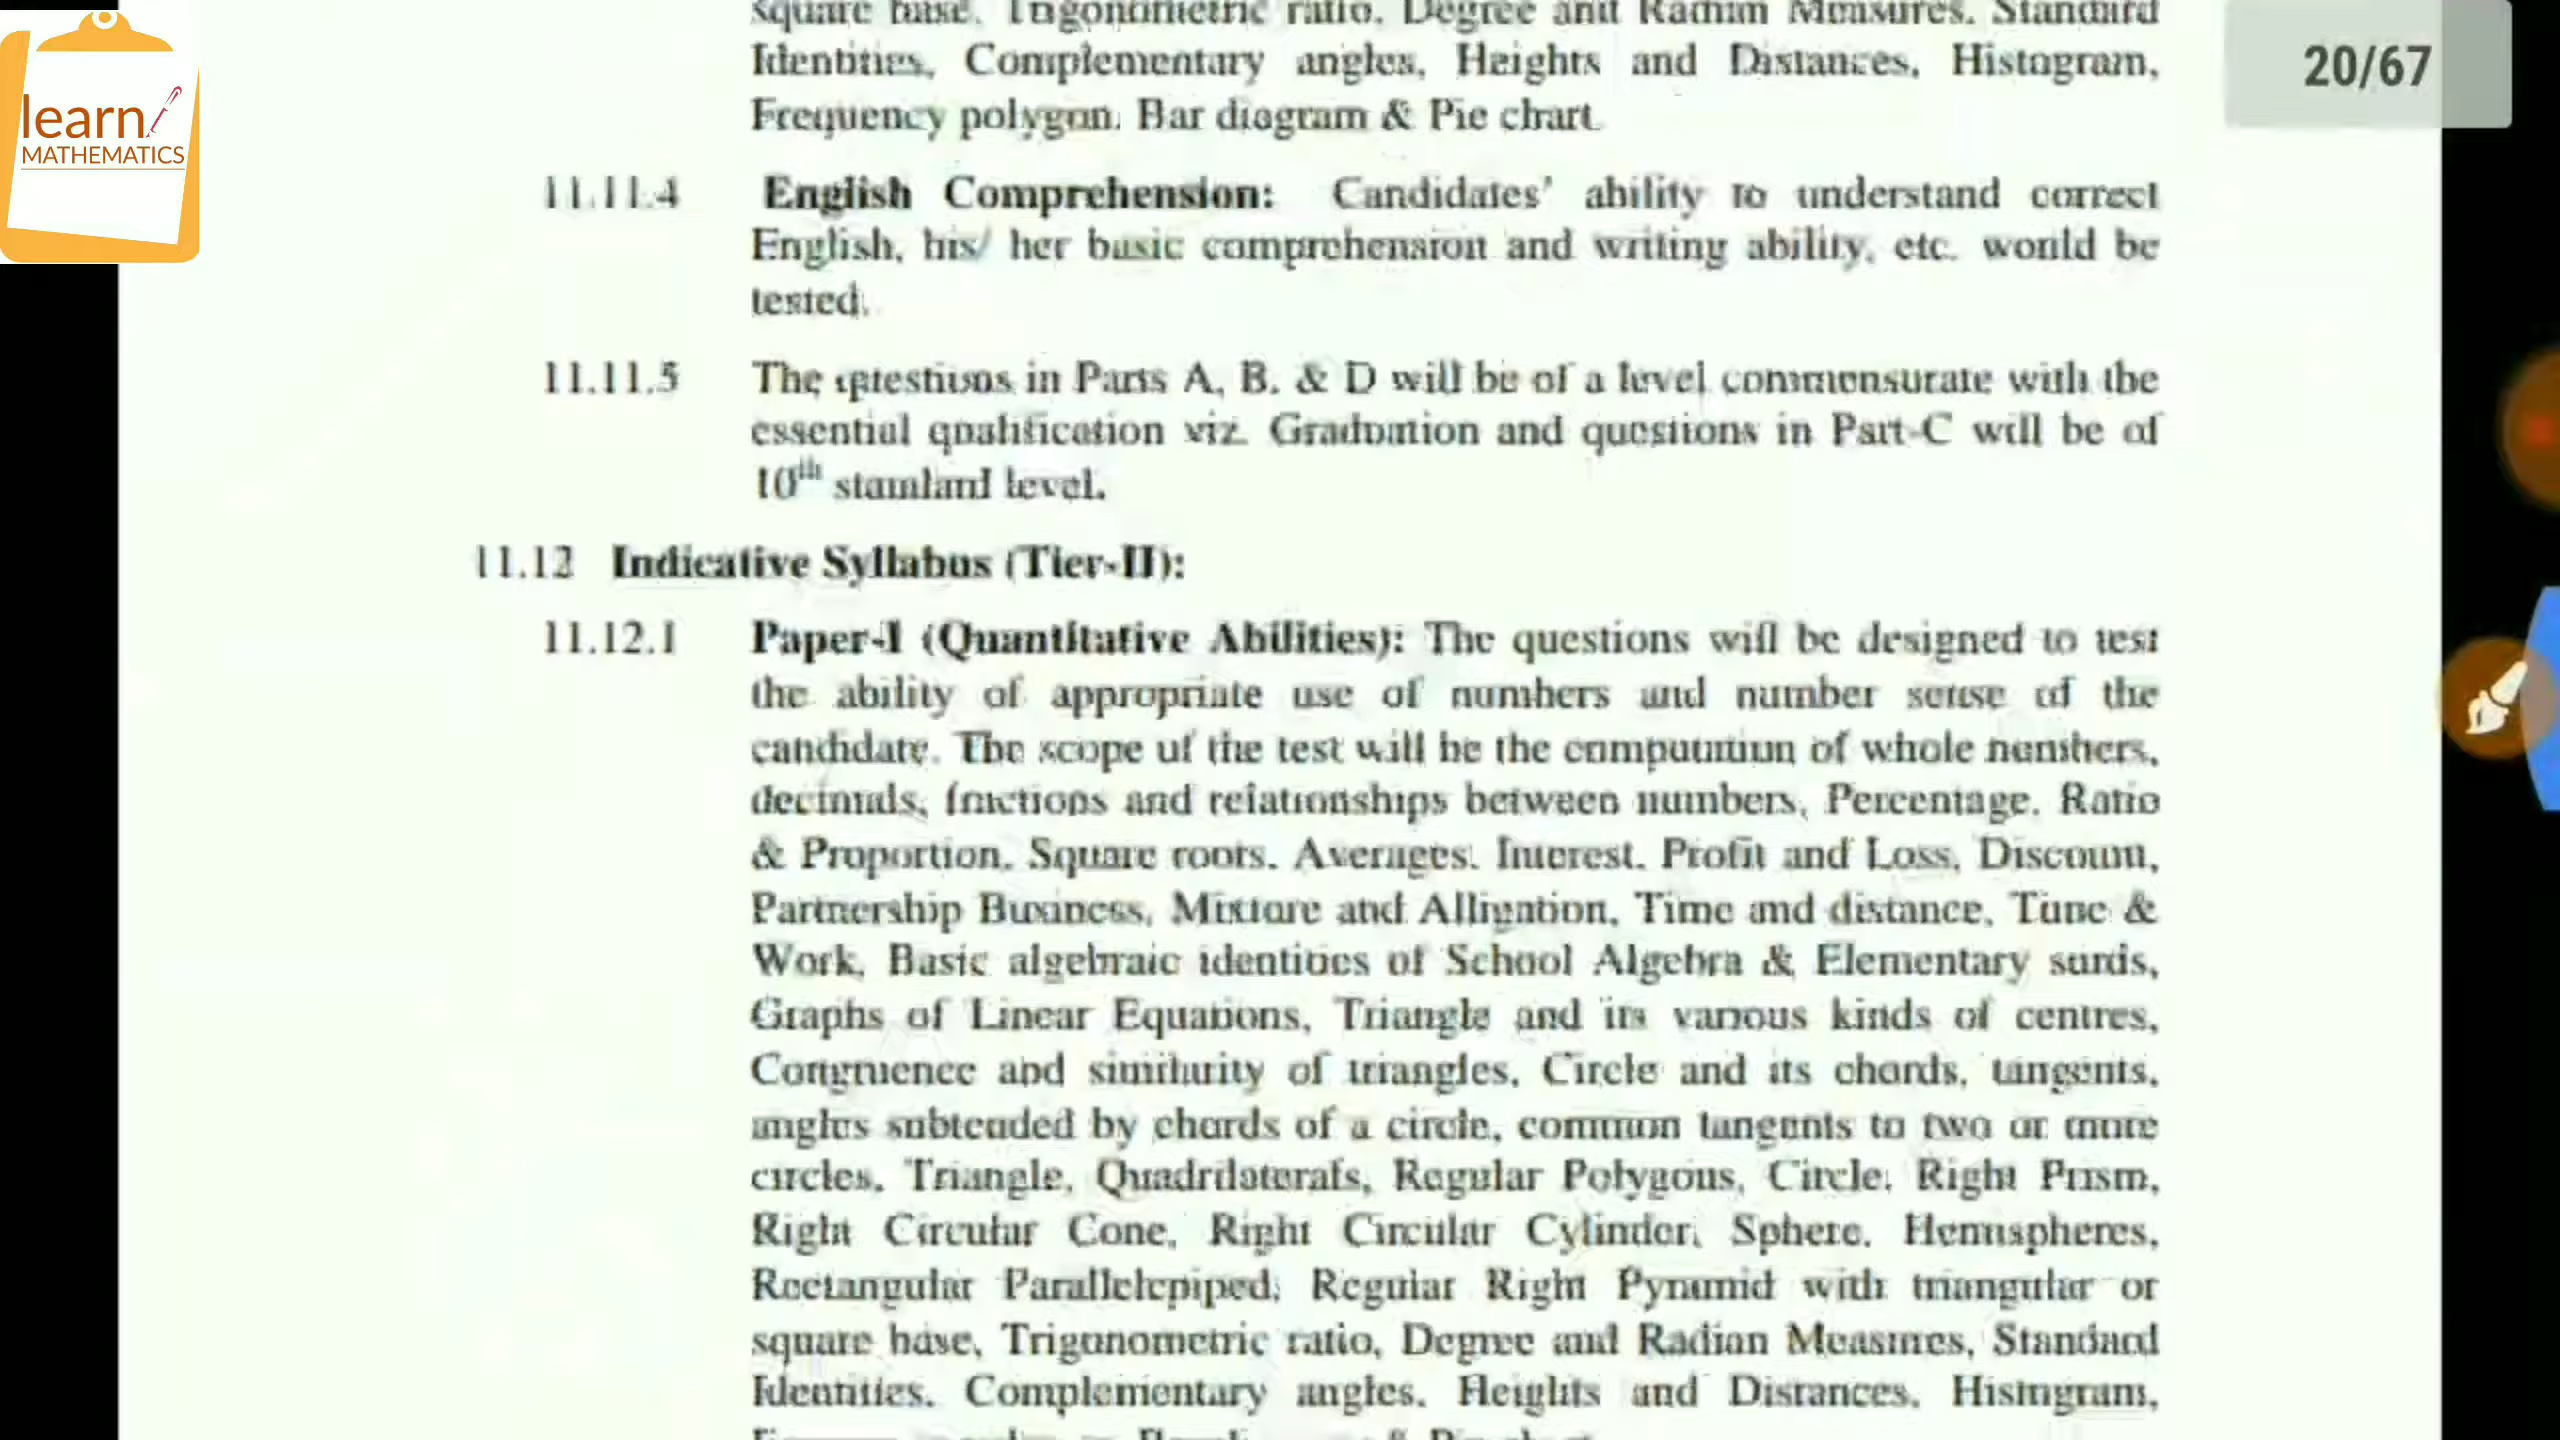 square base, Trigonometric ratio, Degree and Radian Measures, Standard
learn
MATHEMATICS
20/67
Identities, Complementary angles, Heights and Distances, Histogram,
Frequency polygon, Bar diagram & Pie chart
11.11.4 English Comprehension: Candidates' ability to understand correct
English, his/ her basic comprehension and writing ability, etc. would be
tested.
11.11.5 The questions in Parts A, B, & D will be of a level commensurate with the
essential qualification viz. Graduation and questions in Part-C will be of
10th standard level.
11.12 Indicative Syllabus (Tier-II):
11.12.1 Paper-I (Quantitative Abilities): The questions will be designed to test
the ability of appropriate use of numbers and number sense of the
candidate. The scope of the test will be the computation of whole numbers,
decimals, fractions and relationships between numbers, Percentage, Ratio
& Proportion, Square roots, Averages, Interest, Profit and Loss, Discount,
Partnership Business, Mixture and Alligation, Time and distance, Time &
Work, Basic algebraic identities of School Algebra & Elementary surds,
Graphs of Linear Equations, Triangle and its various kinds of centres,
Congruence and similarity of triangles, Circle and its chords, tangents,
angles subtended by chords of a circle, common tangents to two or more
circles, Triangle, Quadrilaterals, Regular Polygons, Circle, Right Prism,
Right Circular Cone, Right Circular Cylinder, Sphere, Hemispheres,
Rectangular Parallelepiped, Regular Right Pyramid with triangular or
square base, Trigonometric ratio, Degree and Radian Measures, Standard
Identities, Complementary angles, Heights and Distances, Histogram,